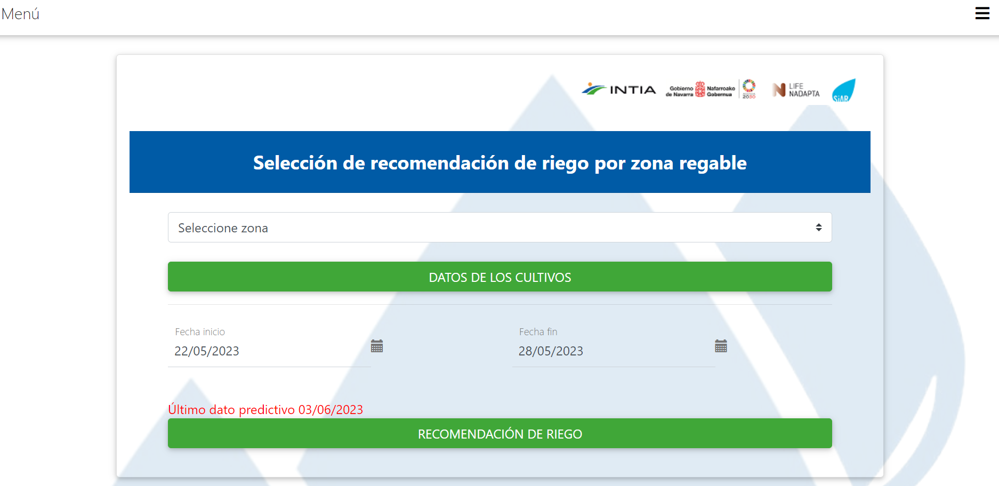 Menú
INTIA
Gobierno de Navarra
Nafarroako Gobernua
AGENDA 2030
LIFE NADAPTA
SiAR
Selección de recomendación de riego por zona regable
Seleccione zona
DATOS DE LOS CULTIVOS
Fecha inicio
Fecha fin
22/05/2023
28/05/2023
Último dato predictivo 03/06/2023
RECOMENDACIÓN DE RIEGO